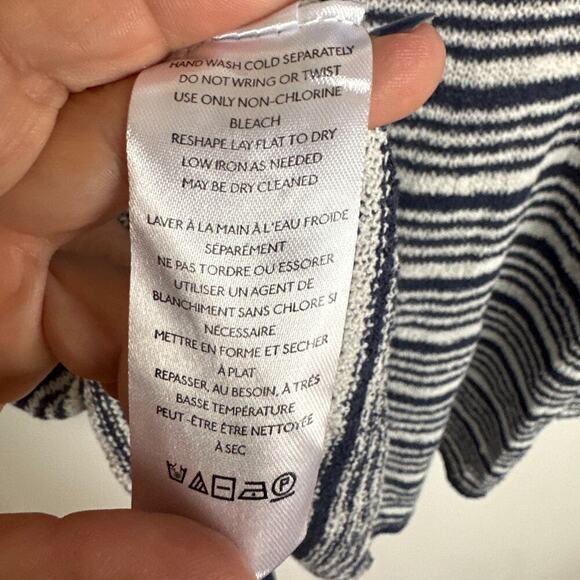 HAND WASH COLD SEPARATELY
DO NOT WRING OR TWIST
USE ONLY NON-CHLORINE
BLEACH
RESHAPE LAY FLAT TO DRY
LOW IRON AS NEEDED
MAY BE DRY CLEANED
LAVER À LA MAIN À L'EAU FROIDE
SÉPARÉMENT
NE PAS TORDRE OU ESSORER
UTILISER UN AGENT DE
BLANCHIMENT SANS CHLORE SI
NÉCESSAIRE
METTRE EN FORME ET SECHER
À PLAT
REPASSER, AU BESOIN, À TRÉS
BASSE TEMPÉRATURE
PEUT-ÊTRE ÊTRE NETTOYÉE
À SEC
P